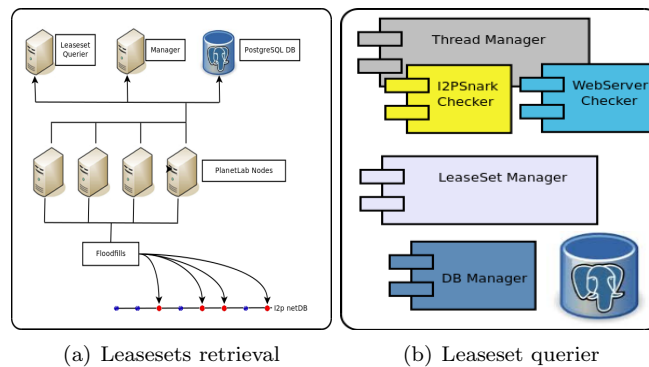 Leaseset
Querier
Manager
PostgreSQL DB
PlanetLab Nodes
Floodfills
I2p netDB
(a) Leasesets retrieval
Thread Manager
I2PSnark
Checker
WebServer
Checker
LeaseSet Manager
DB Manager
(b) Leaseset querier